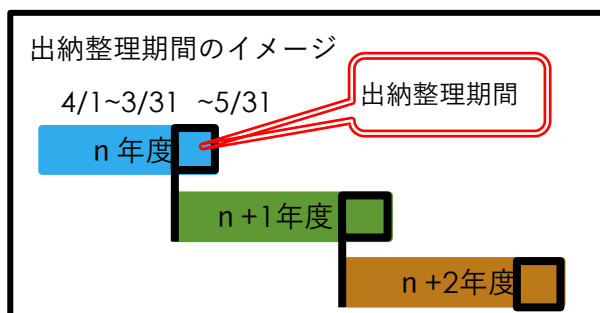 出納整理期間のイメージ
4/1~3/31 ~5/31
出納整理期間
n 年度
n +1年度
n +2年度